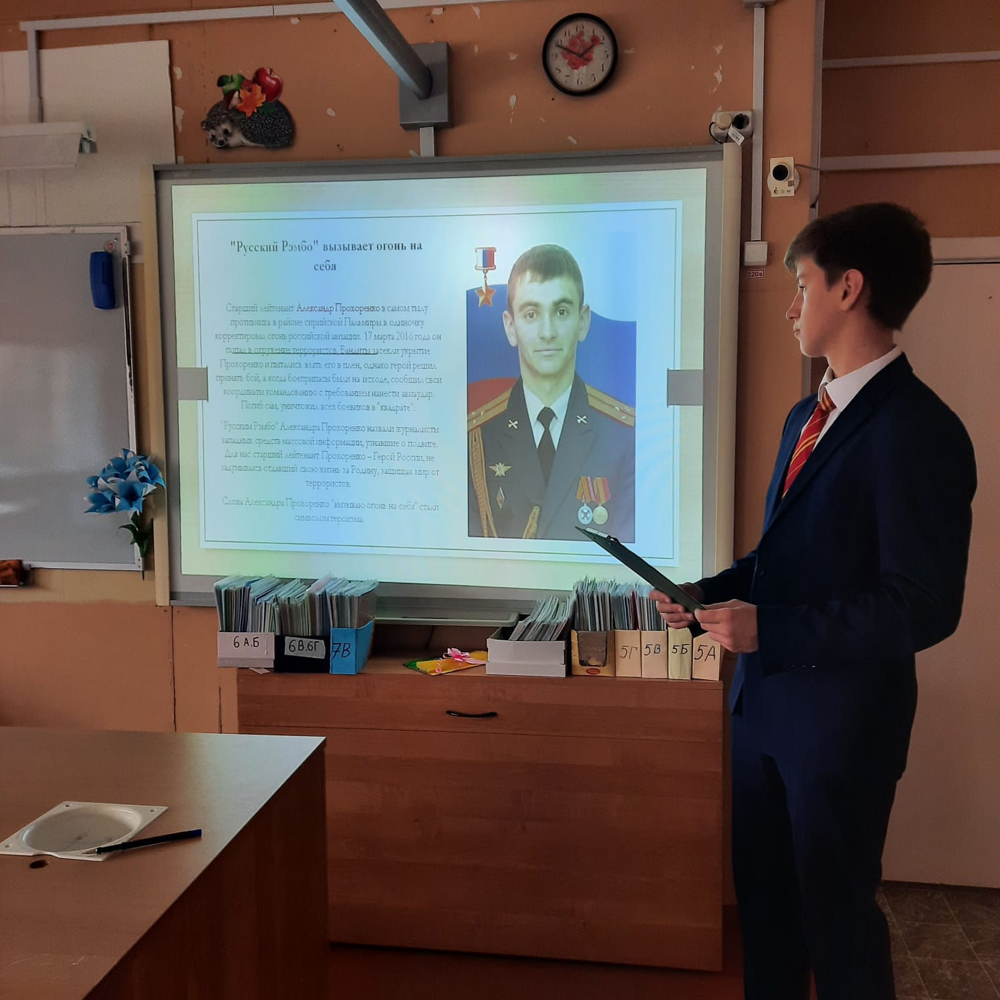 "Русский Рэмбо" вызывает огонь на
себя
Старший лейтенант Александр Прохоренко в самом тылу
противника в районе сирийской Пальмиры в одиночку
корректировал огонь российской авиации. 17 марта 2016 года он
попал в окружение террористов. Бандиты засекли укрытие
Прохоренко и пытались взять его в плен, однако герой решил
принять бой, а когда боеприпасы были на исходе, сообщил свои
координаты командованию с требованием нанести авиаудар.
Погиб сам, уничтожил всех боевиков в "квадрате".
"Русским Рэмбо" Александра Прохоренко назвали журналисты
западных средств массовой информации, узнавшие о подвиге.
Для нас старший лейтенант Прохоренко – Герой России, не
задумываясь отдавший свою жизнь за Родину, защищая мир от
террористов.
Слова Александра Прохоренко "вызываю огонь на себя" стали
символом героизма.
220в
6 А.Б
6В.6Г
7В
5Г
5В
5Б
5А